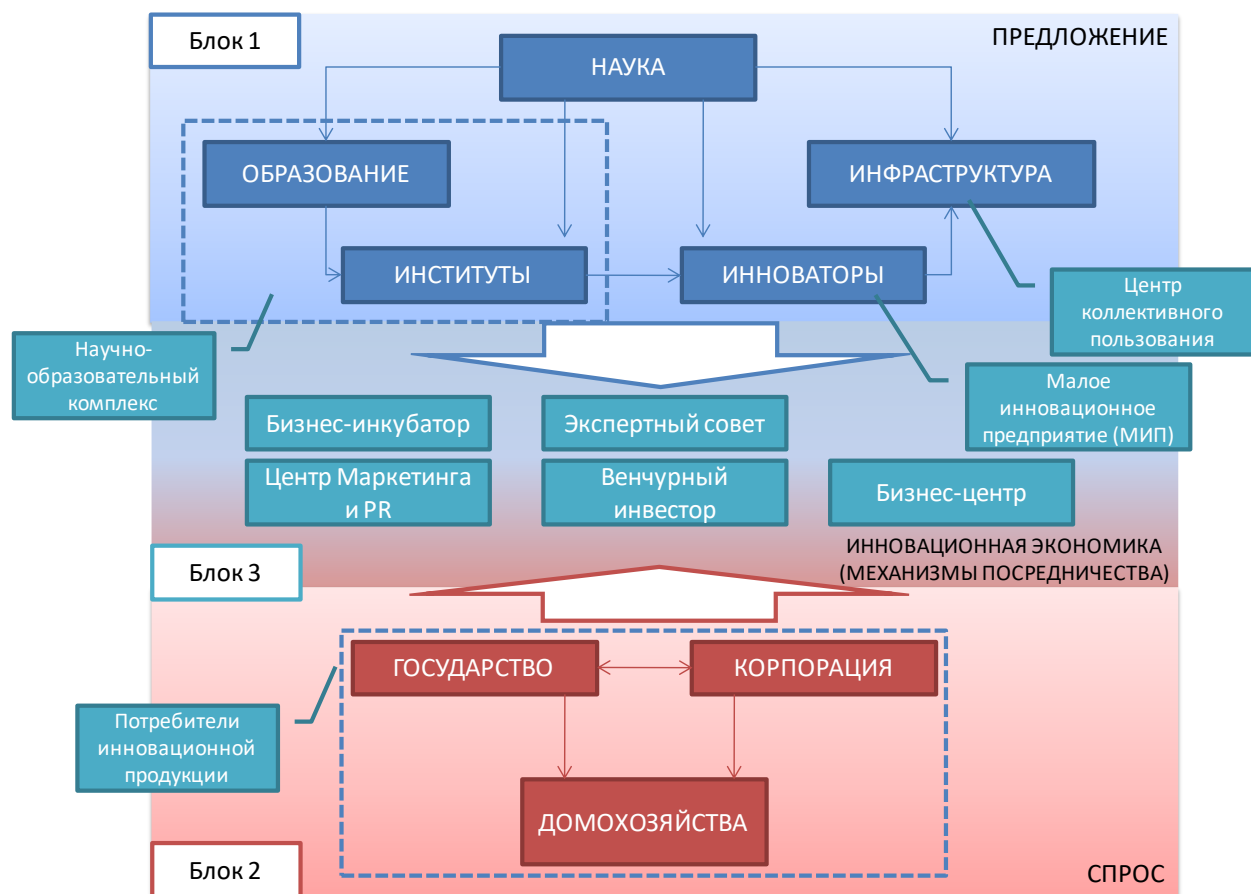 Блок 1
ПРЕДЛОЖЕНИЕ
НАУКА
ОБРАЗОВАНИЕ
ИНФРАСТРУКТУРА
ИНСТИТУТЫ
ИННОВАТОРЫ
Центр
коллективного
пользования
Научно-
образовательный
комплекс
Малое
инновационное
предприятие (МИП)
Бизнес-инкубатор
Экспертный совет
Центр Маркетинга
и PR
Венчурный
инвестор
Бизнес-центр
ИННОВАЦИОННАЯ ЭКОНОМИКА
(МЕХАНИЗМЫ ПОСРЕДНИЧЕСТВА)
Блок 3
ГОСУДАРСТВО
КОРПОРАЦИЯ
Потребители
инновационной
продукции
ДОМОХОЗЯЙСТВА
Блок 2
СПРОС